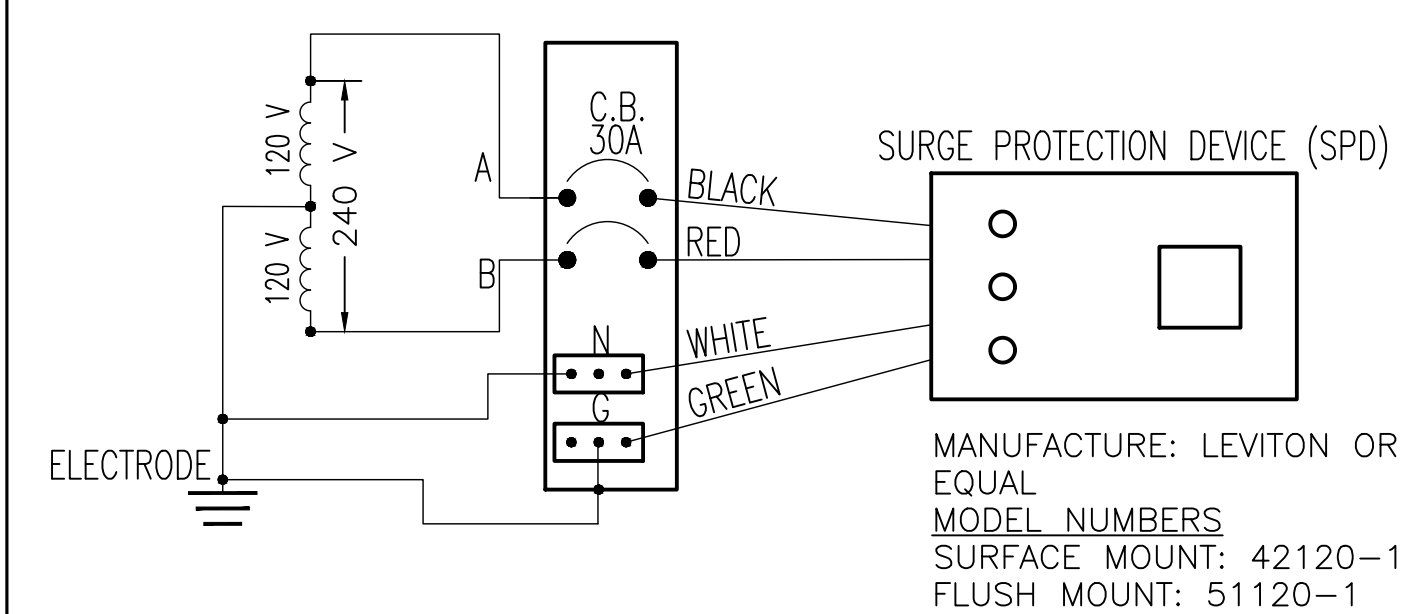 120 V
120 V
240 V
A
B
C.B.
30A
BLACK
RED
N
WHITE
G
GREEN
ELECTRODE
SURGE PROTECTION DEVICE (SPD)
MANUFACTURE: LEVITON OR
EQUAL
MODEL NUMBERS
SURFACE MOUNT: 42120-1
FLUSH MOUNT: 51120-1